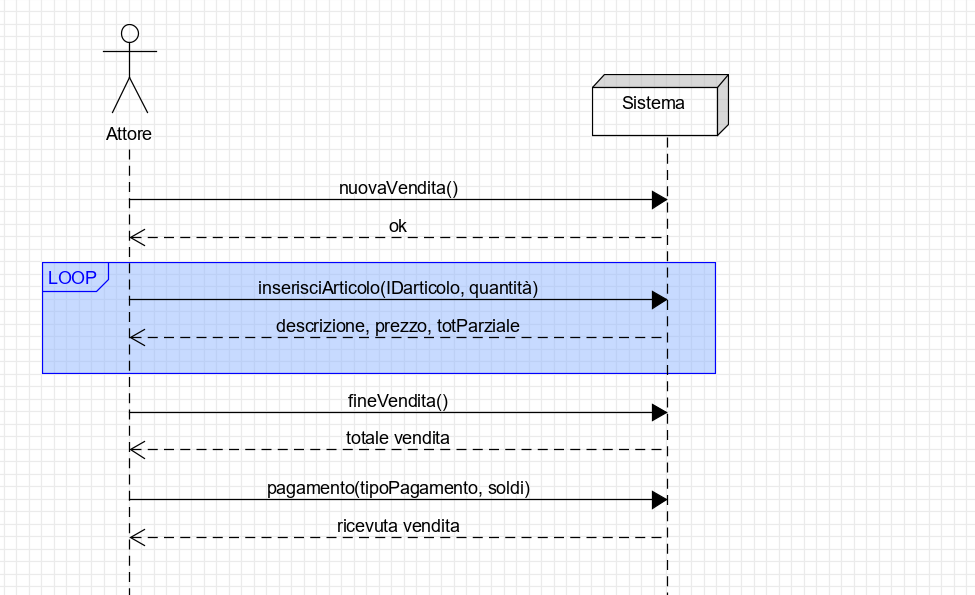 Attore
Sistema
nuovaVendita()
ok
LOOP
inserisciArticolo(IDarticolo, quantità)
descrizione, prezzo, totParziale
fineVendita()
totale vendita
pagamento(tipoPagamento, soldi)
ricevuta vendita